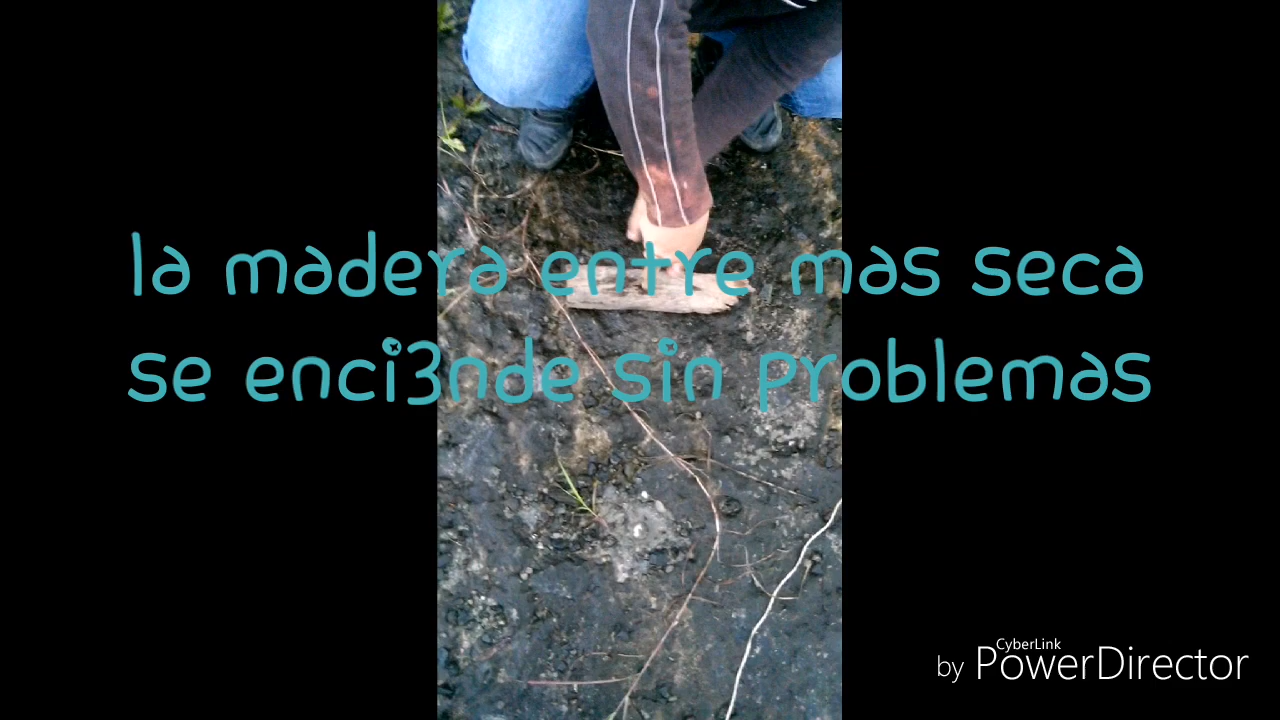 la madera entre mas seca
se enci3nde sin problemas
CyberLink
by PowerDirector